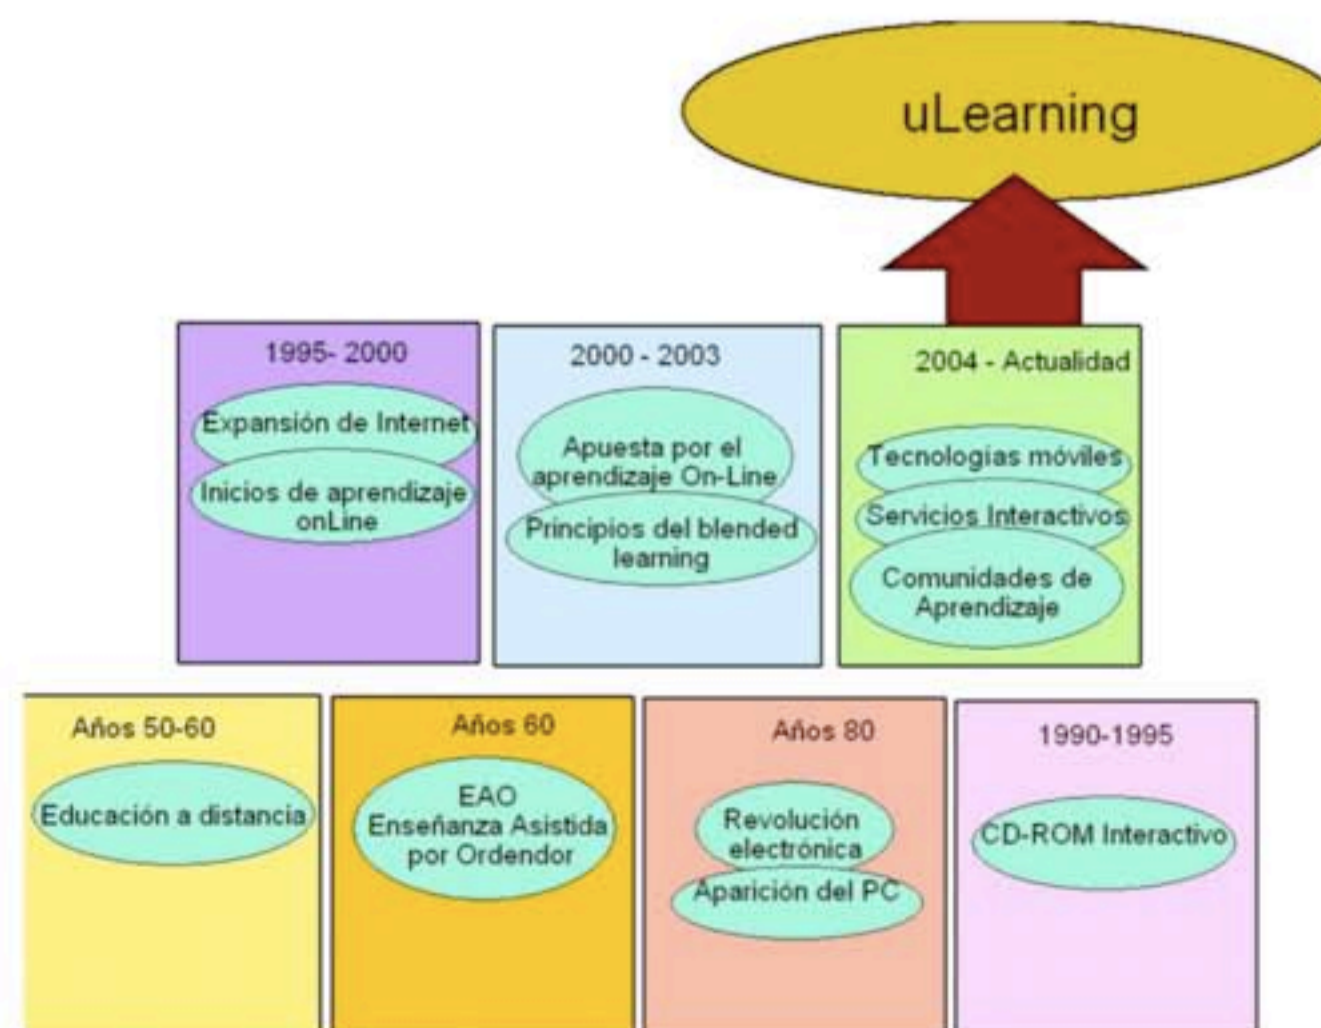 uLearning
1995- 2000
Expansión de Internet
Inicios de aprendizaje
onLine
2000 - 2003
Apuesta por el
aprendizaje On-Line
Principios del blended
learning
2004 - Actualidad
Tecnologias móviles
Servicios Interactivos
Comunidades de
Aprendizaje
Años 50-60
Educación a distancia
Años 60
EAO
Enseñanza Asistida
por Ordendor
Años 80
Revolución
electrónica
Aparición del PC
1990-1995
CD-ROM Interactivo